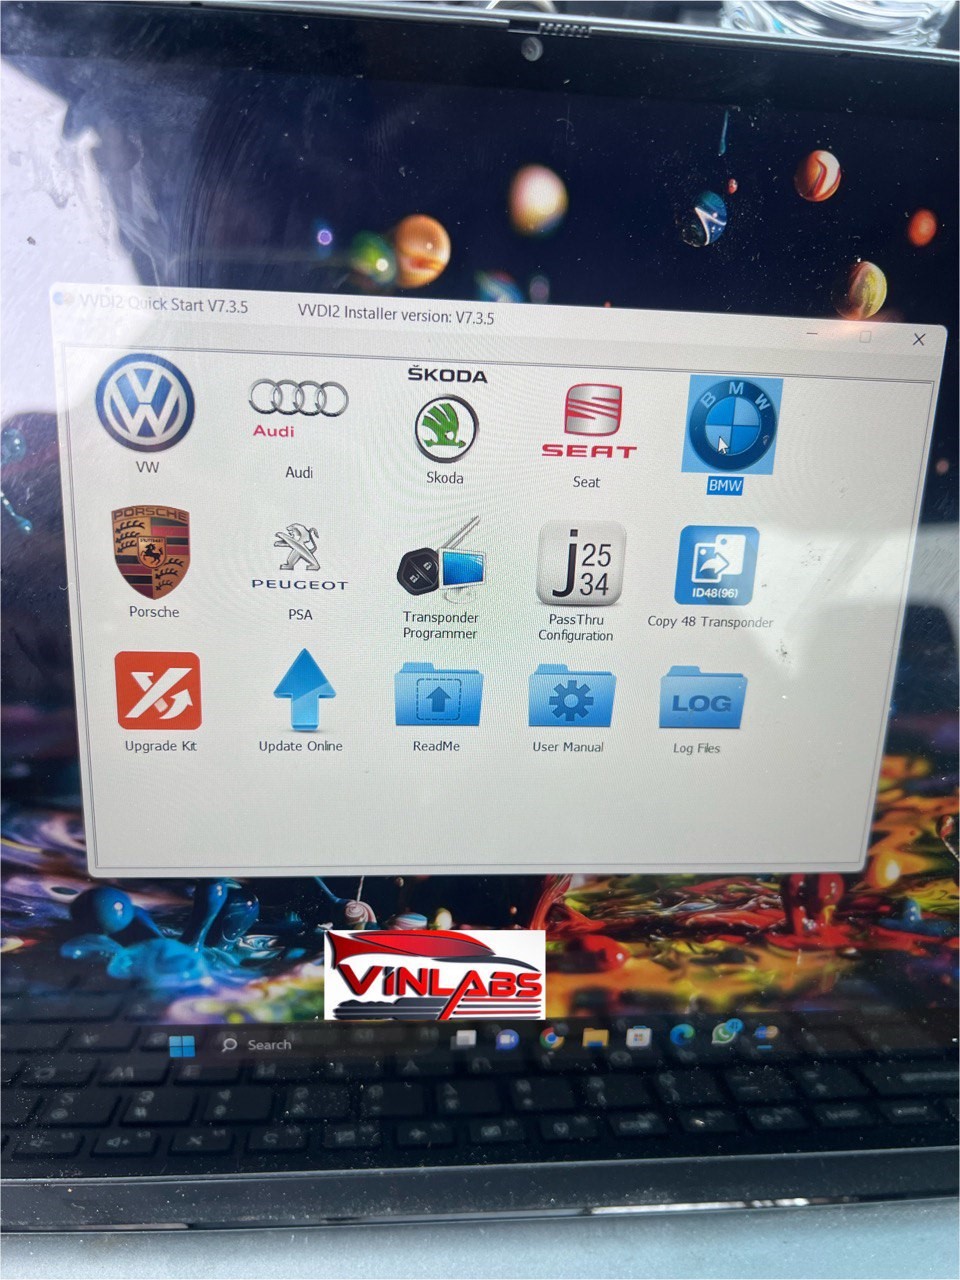 VVDI2 Quick Start V7.3.5
VVDI2 Installer version: V7.3.5
VW
Audi
Audi
ŠKODA
Skoda
SEAT
Seat
BMW
BMW
PORSCHE
Porsche
PEUGEOT
PSA
Transponder
Programmer
j 25
34
PassThru
Configuration
ID48(96)
Copy 48 Transponder
Upgrade Kit
Update Online
ReadMe
User Manual
LOG
Log Files
VINLABS
Search